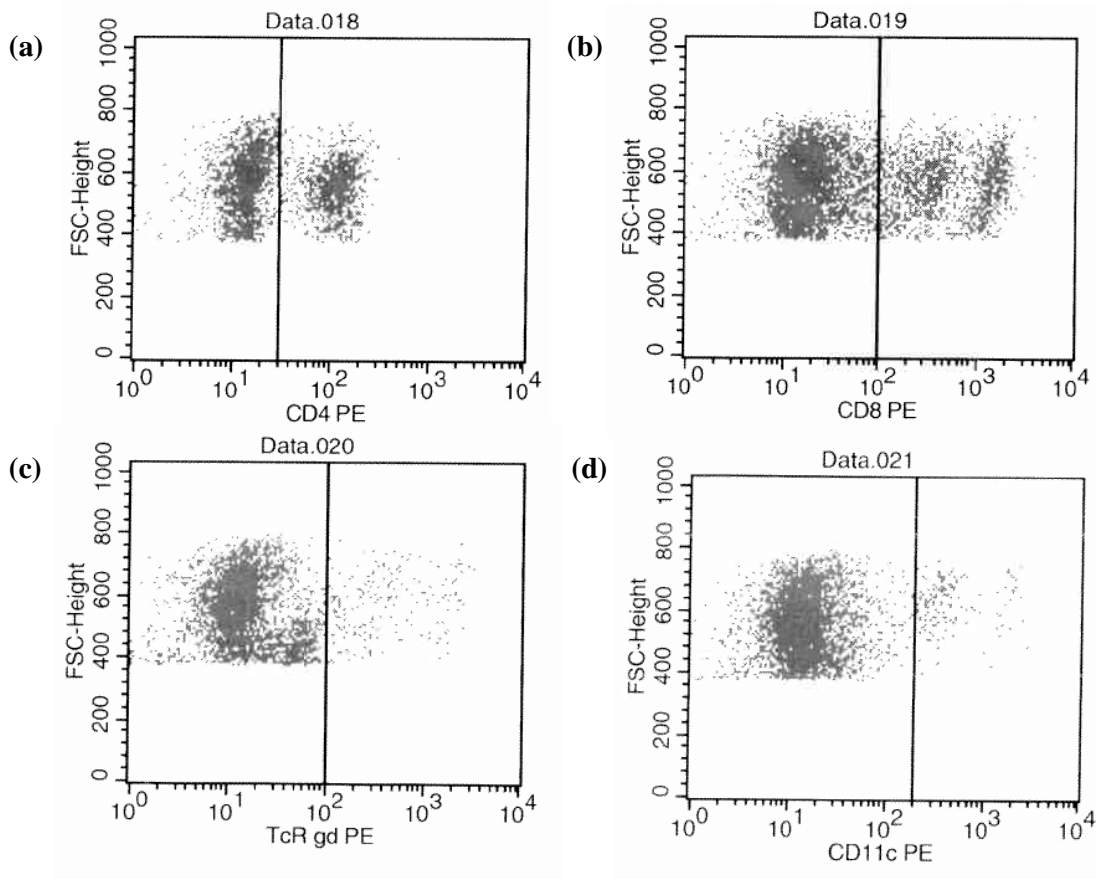 (a)
Data.018
FSC-Height
0 200 400 600 800 1000
10^0 10^1 10^2 10^3 10^4
CD4 PE
(b)
Data.019
FSC-Height
0 200 400 600 800 1000
10^0 10^1 10^2 10^3 10^4
CD8 PE
(c)
Data.020
FSC-Height
0 200 400 600 800 1000
10^0 10^1 10^2 10^3 10^4
TcR gd PE
(d)
Data.021
FSC-Height
0 200 400 600 800 1000
10^0 10^1 10^2 10^3 10^4
CD11c PE